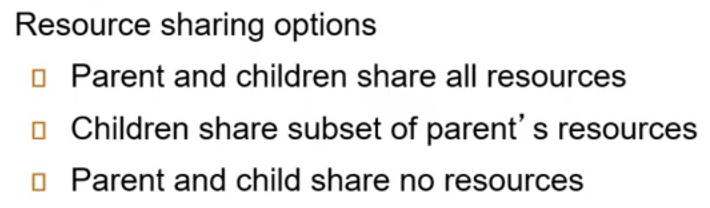 Resource sharing options
▯ Parent and children share all resources
▯ Children share subset of parent’s resources
▯ Parent and child share no resources